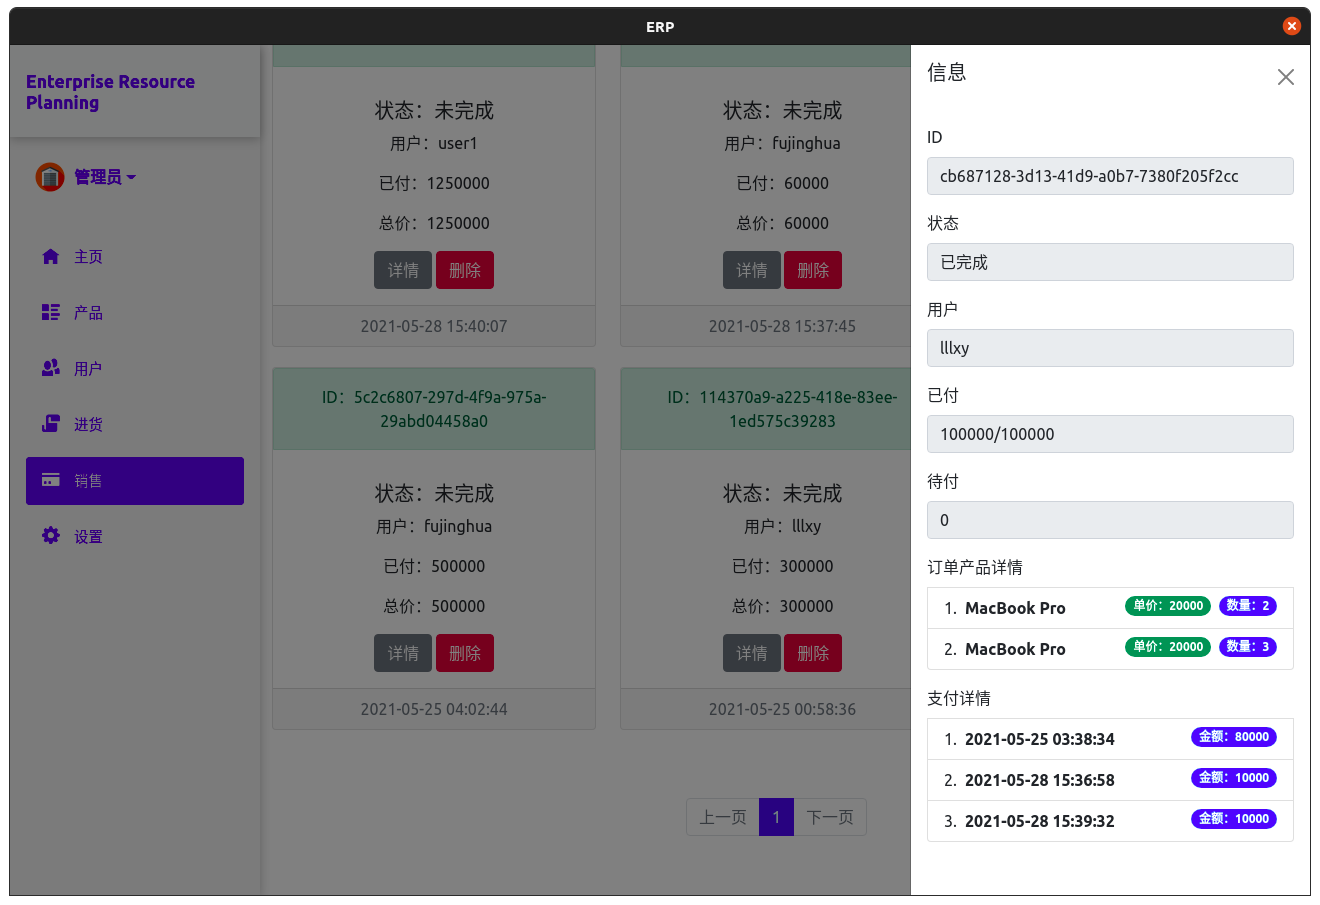 ERP
Enterprise Resource
Planning
管理员
主页
产品
用户
进货
销售
设置
状态：未完成
用户：user1
已付：1250000
总价：1250000
详情 删除
2021-05-28 15:40:07
状态：未完成
用户：fujinghua
已付：60000
总价：60000
详情 删除
2021-05-28 15:37:45
ID：5c2c6807-297d-4f9a-975a-
29abd04458a0
状态：未完成
用户：fujinghua
已付：500000
总价：500000
详情 删除
2021-05-25 04:02:44
ID：114370a9-a225-418e-83ee-
1ed575c39283
状态：未完成
用户：lllxy
已付：300000
总价：300000
详情 删除
2021-05-25 00:58:36
上一页 1 下一页
信息
ID
cb687128-3d13-41d9-a0b7-7380f205f2cc
状态
已完成
用户
lllxy
已付
100000/100000
待付
0
订单产品详情
1. MacBook Pro 单价：20000 数量：2
2. MacBook Pro 单价：20000 数量：3
支付详情
1. 2021-05-25 03:38:34 金额：80000
2. 2021-05-28 15:36:58 金额：10000
3. 2021-05-28 15:39:32 金额：10000